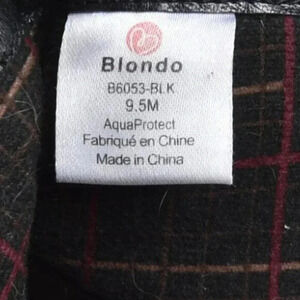 Blondo
B6053-BLK
9.5M
AquaProtect
Fabriqué en Chine
Made in China